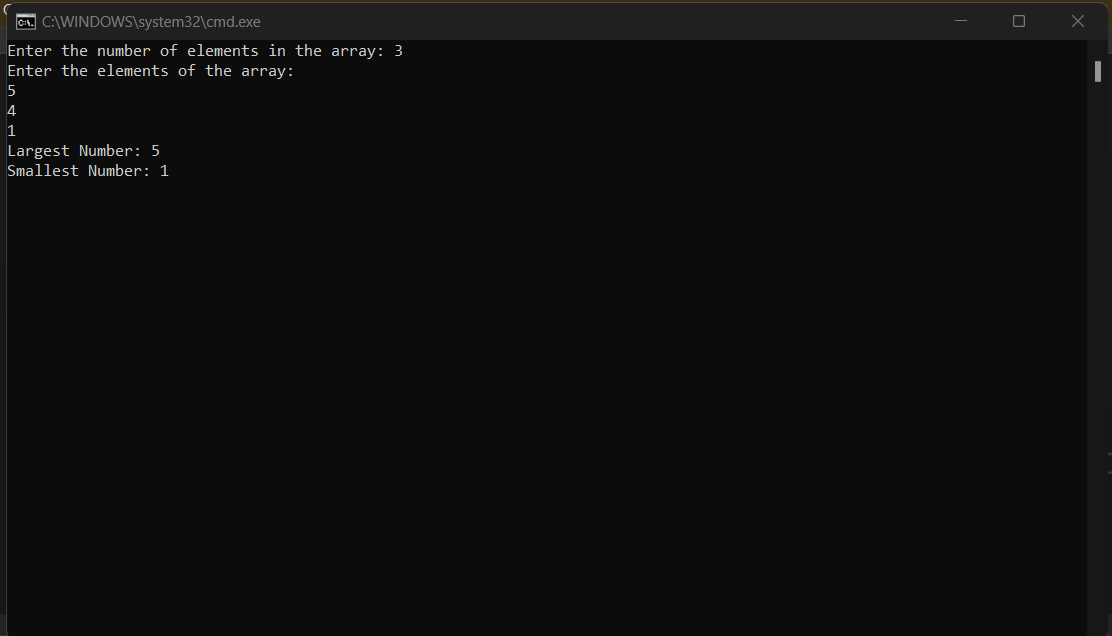 C:\WINDOWS\system32\cmd.exe
Enter the number of elements in the array: 3
Enter the elements of the array:
5
4
1
Largest Number: 5
Smallest Number: 1